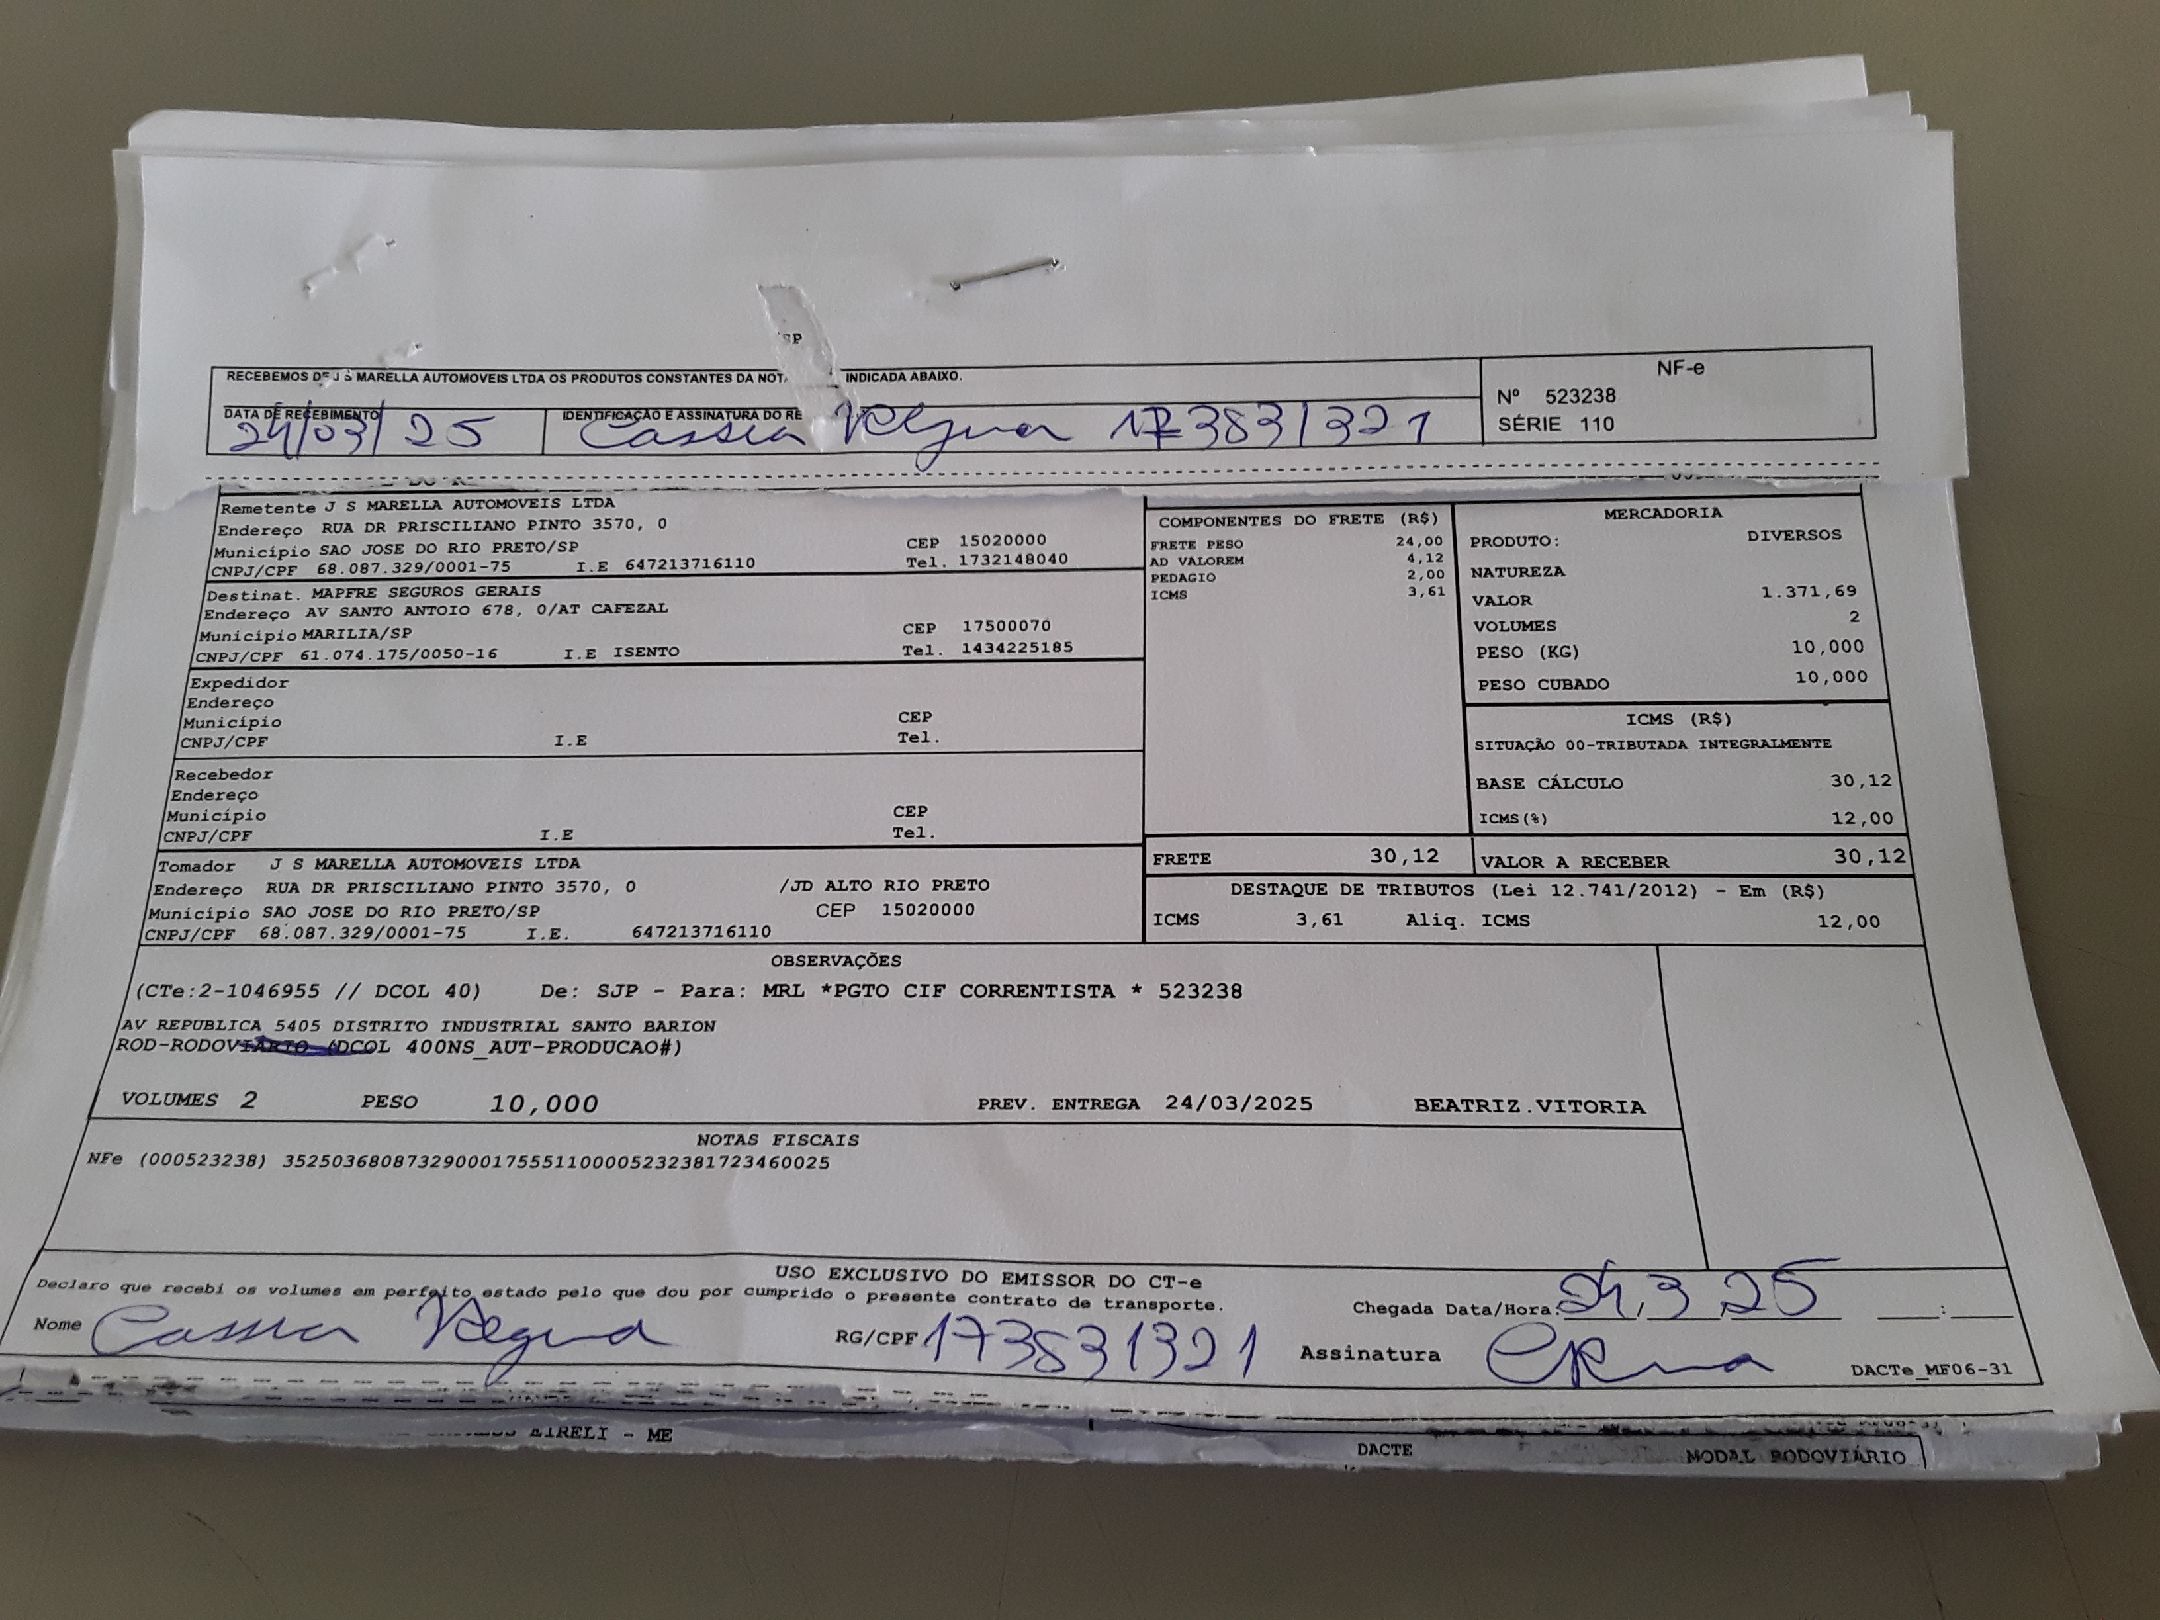 SP
RECEBEMOS DE J S MARELLA AUTOMOVEIS LTDA OS PRODUTOS CONSTANTES DA NOT INDICADA ABAIXO.
NF-e
Nº 523238
SÉRIE 110
DATA DE RECEBIMENTO IDENTIFICAÇÃO E ASSINATURA DO RE
24/03/25 Cassia Regina 173831321
Remetente J S MARELLA AUTOMOVEIS LTDA
Endereço RUA DR PRISCILIANO PINTO 3570, 0
Município SAO JOSE DO RIO PRETO/SP CEP 15020000
CNPJ/CPF 68.087.329/0001-75 I.E 647213716110 Tel. 1732148040
Destinat. MAPFRE SEGUROS GERAIS
Endereço AV SANTO ANTOIO 678, 0/AT CAFEZAL
Município MARILIA/SP CEP 17500070
CNPJ/CPF 61.074.175/0050-16 I.E ISENTO Tel. 1434225185
Expedidor
Endereço
Município CEP
CNPJ/CPF I.E Tel.
Recebedor
Endereço
Município CEP
CNPJ/CPF I.E Tel.
Tomador J S MARELLA AUTOMOVEIS LTDA
Endereço RUA DR PRISCILIANO PINTO 3570, 0 /JD ALTO RIO PRETO
Município SAO JOSE DO RIO PRETO/SP CEP 15020000
CNPJ/CPF 68.087.329/0001-75 I.E. 647213716110
COMPONENTES DO FRETE (R$)
FRETE PESO 24,00
AD VALOREM 4,12
PEDAGIO 2,00
ICMS 3,61
MERCADORIA
PRODUTO: DIVERSOS
NATUREZA
VALOR 1.371,69
VOLUMES 2
PESO (KG) 10,000
PESO CUBADO 10,000
ICMS (R$)
SITUAÇÃO 00-TRIBUTADA INTEGRALMENTE
BASE CÁLCULO 30,12
ICMS(%) 12,00
FRETE 30,12 VALOR A RECEBER 30,12
DESTAQUE DE TRIBUTOS (Lei 12.741/2012) - Em (R$)
ICMS 3,61 Aliq. ICMS 12,00
OBSERVAÇÕES
(CTe:2-1046955 // DCOL 40) De: SJP - Para: MRL *PGTO CIF CORRENTISTA * 523238
AV REPUBLICA 5405 DISTRITO INDUSTRIAL SANTO BARION
ROD-RODOVIARIO (DCOL 400NS_AUT-PRODUCAO#)
VOLUMES 2 PESO 10,000 PREV. ENTREGA 24/03/2025 BEATRIZ.VITORIA
NOTAS FISCAIS
NFe (000523238) 35250368087329000175551100005232381723460025
USO EXCLUSIVO DO EMISSOR DO CT-e
Declaro que recebi os volumes em perfeito estado pelo que dou por cumprido o presente contrato de transporte.
Chegada Data/Hora: 24,3,25 :
Nome Cassia Regina RG/CPF 173831321 Assinatura
DACTe_MF06-31
EIRELI - ME
DACTE
MODAL RODOVIÁRIO